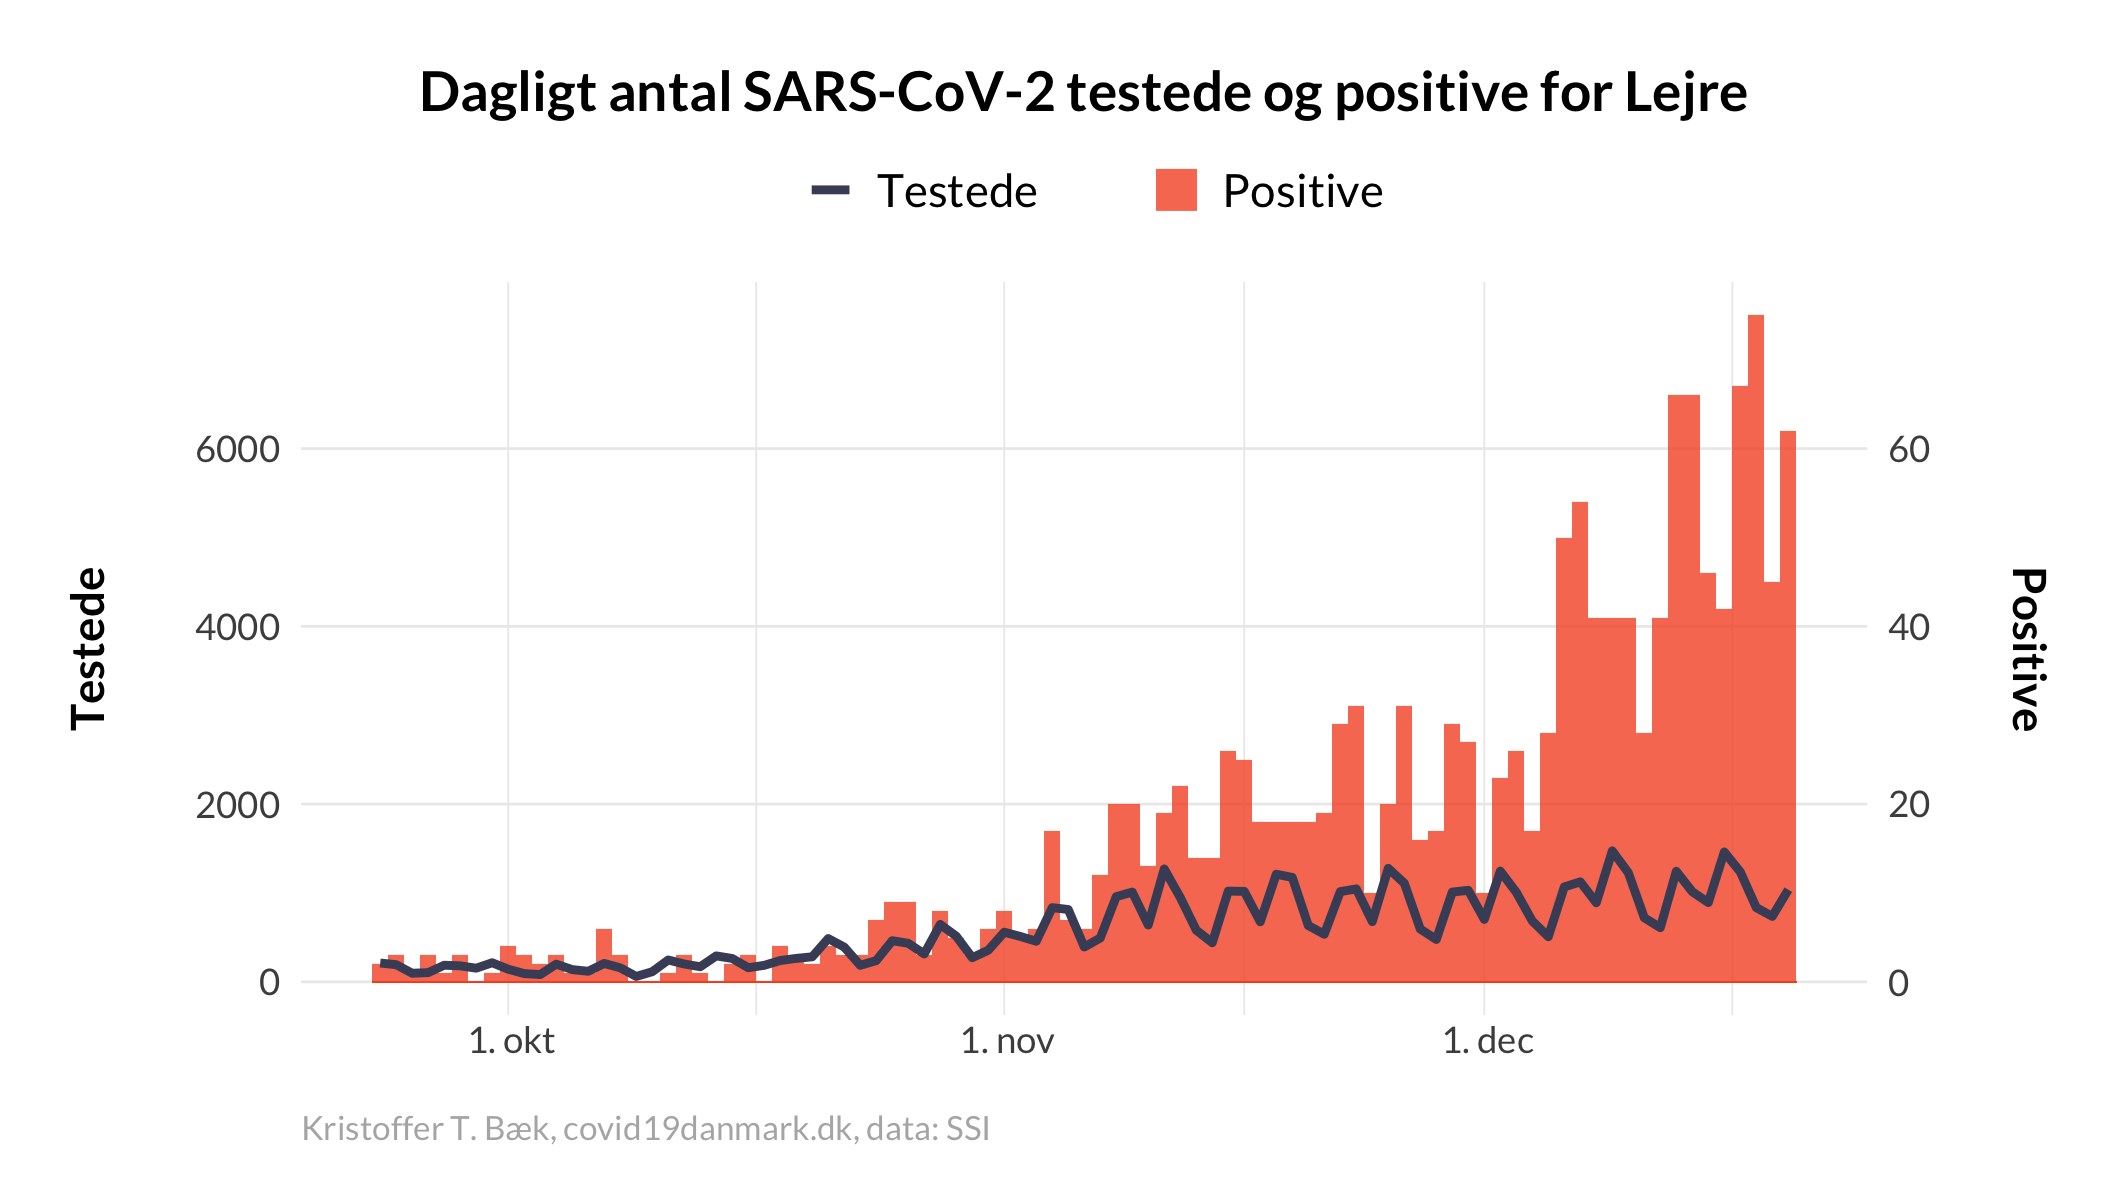 Dagligt antal SARS-CoV-2 testede og positive for Lejre
Testede
Positive
6000
4000
2000
0
Testede
60
40
20
0
Positive
1. okt
1. nov
1. dec
Kristoffer T. Bæk, covid19danmark.dk, data: SSI